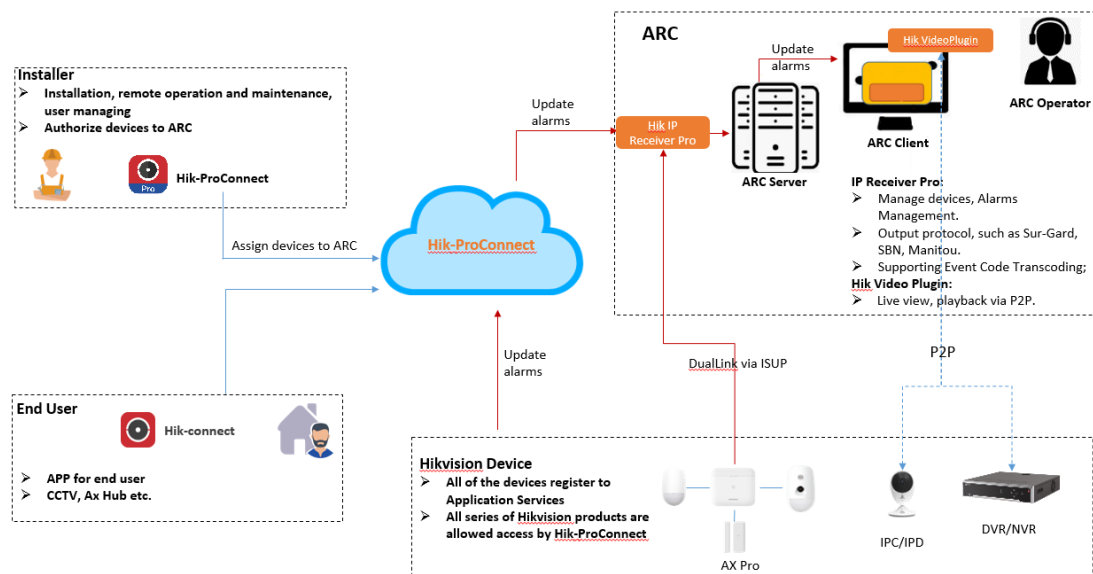 Installer
Installation, remote operation and maintenance,
user managing
Authorize devices to ARC
Pro
Hik-ProConnect
Assign devices to ARC
End User
Hik-connect
APP for end user
CCTV, Ax Hub etc.
Hik-ProConnect
Update
alarms
Update
alarms
ARC
Hik IP
Receiver Pro
Update
alarms
Hik VideoPlugin
ARC Server
ARC Client
ARC Operator
IP Receiver Pro:
Manage devices, Alarms
Management.
Output protocol, such as Sur-Gard,
SBN, Manitou.
Supporting Event Code Transcoding;
Hik Video Plugin:
Live view, playback via P2P.
DualLink via ISUP
P2P
Hikvision Device
All of the devices register to
Application Services
All series of Hikvision products are
allowed access by Hik-ProConnect
AX Pro
IPC/IPD
DVR/NVR